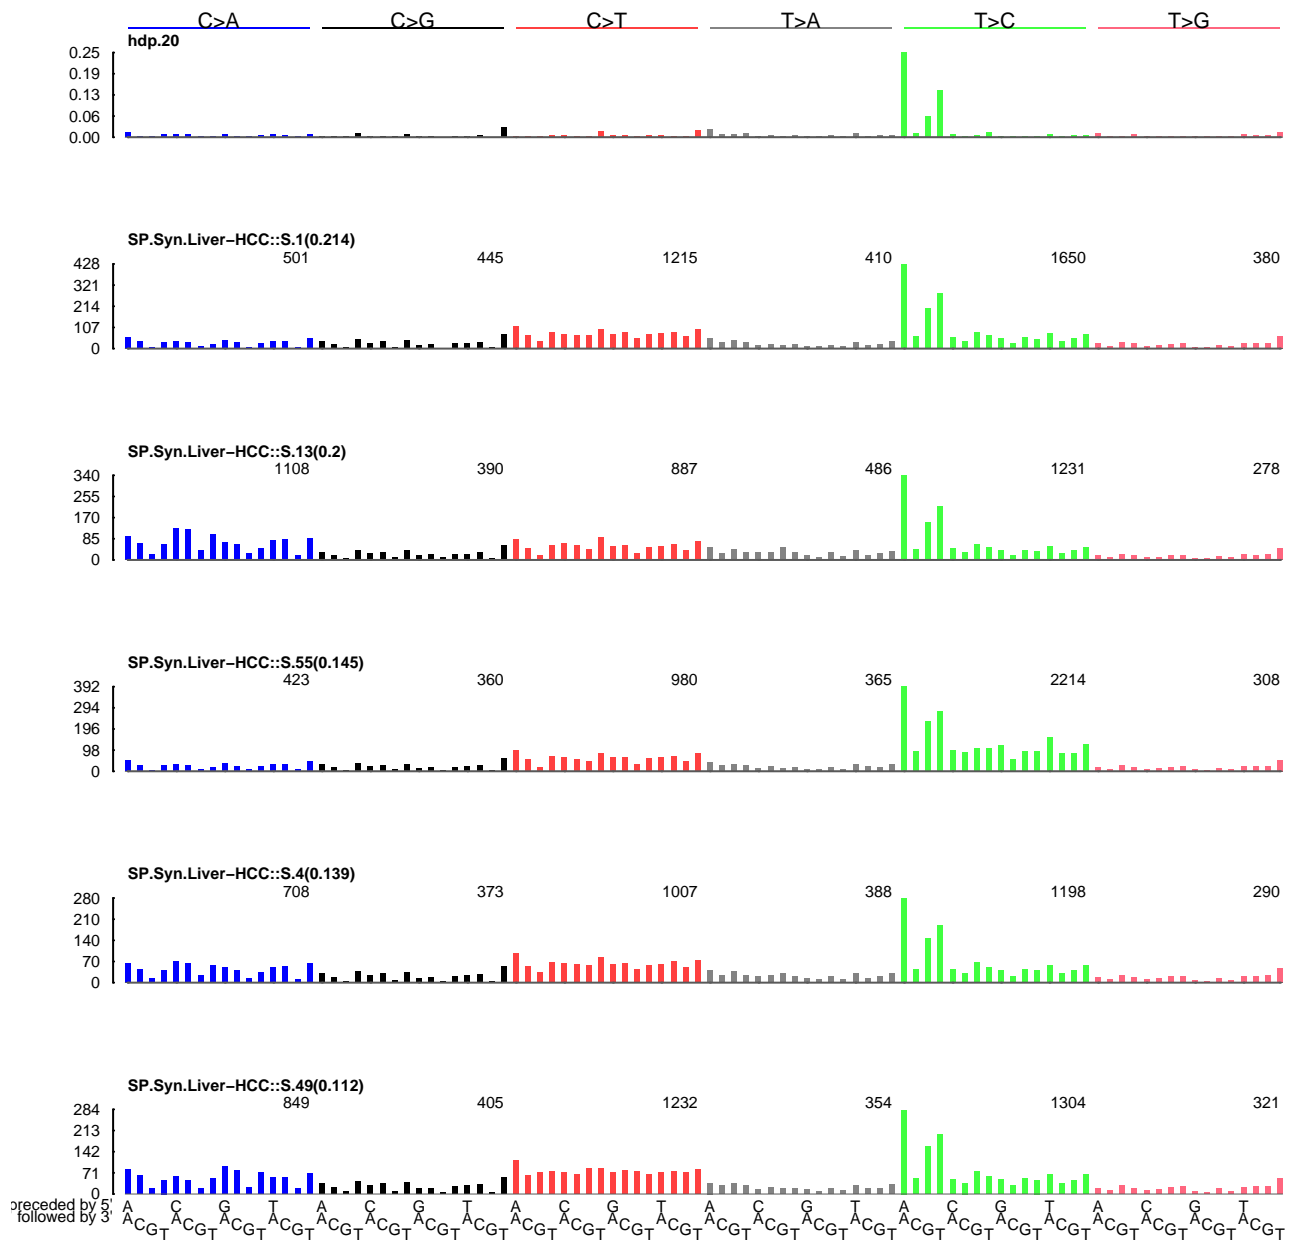 C>A C>G C>T T>A T>C T>G
hdp.20
0.25
0.19
0.13
0.06
0.00
SP.Syn.Liver−HCC::S.1(0.214)
501 445 1215 410 1650 380
428
321
214
107
0
SP.Syn.Liver−HCC::S.13(0.2)
1108 390 887 486 1231 278
340
255
170
85
0
SP.Syn.Liver−HCC::S.55(0.145)
423 360 980 365 2214 308
392
294
196
98
0
SP.Syn.Liver−HCC::S.4(0.139)
708 373 1007 388 1198 290
280
210
140
70
0
SP.Syn.Liver−HCC::S.49(0.112)
849 405 1232 354 1304 321
284
213
142
71
0
preceded by 5' A C G T A C G T A C G T A C G T A C G T A C G T
followed by 3' A C G T A C G T A C G T A C G T A C G T A C G T A C G T A C G T A C G T A C G T A C G T A C G T A C G T A C G T A C G T A C G T A C G T A C G T A C G T A C G T A C G T A C G T A C G T A C G T